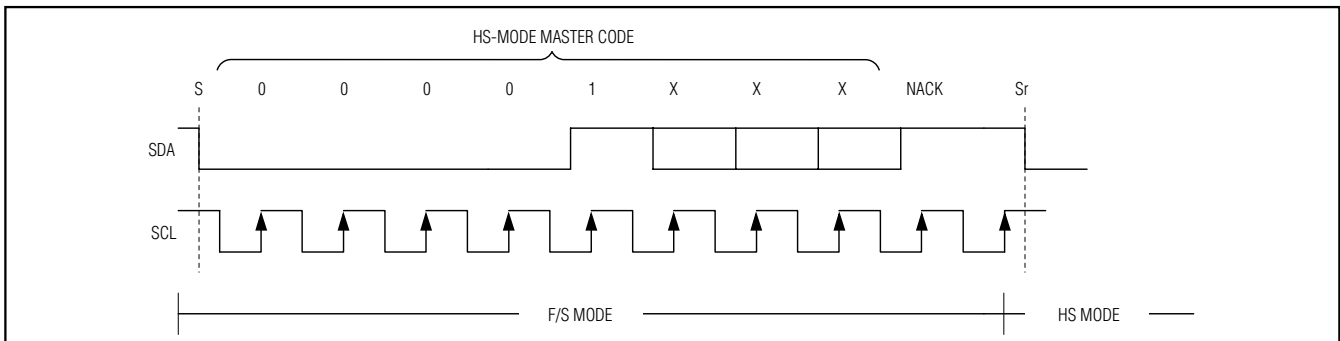 HS-MODE MASTER CODE
S 0 0 0 0 1 X X X NACK Sr
SDA
SCL
F/S MODE HS MODE